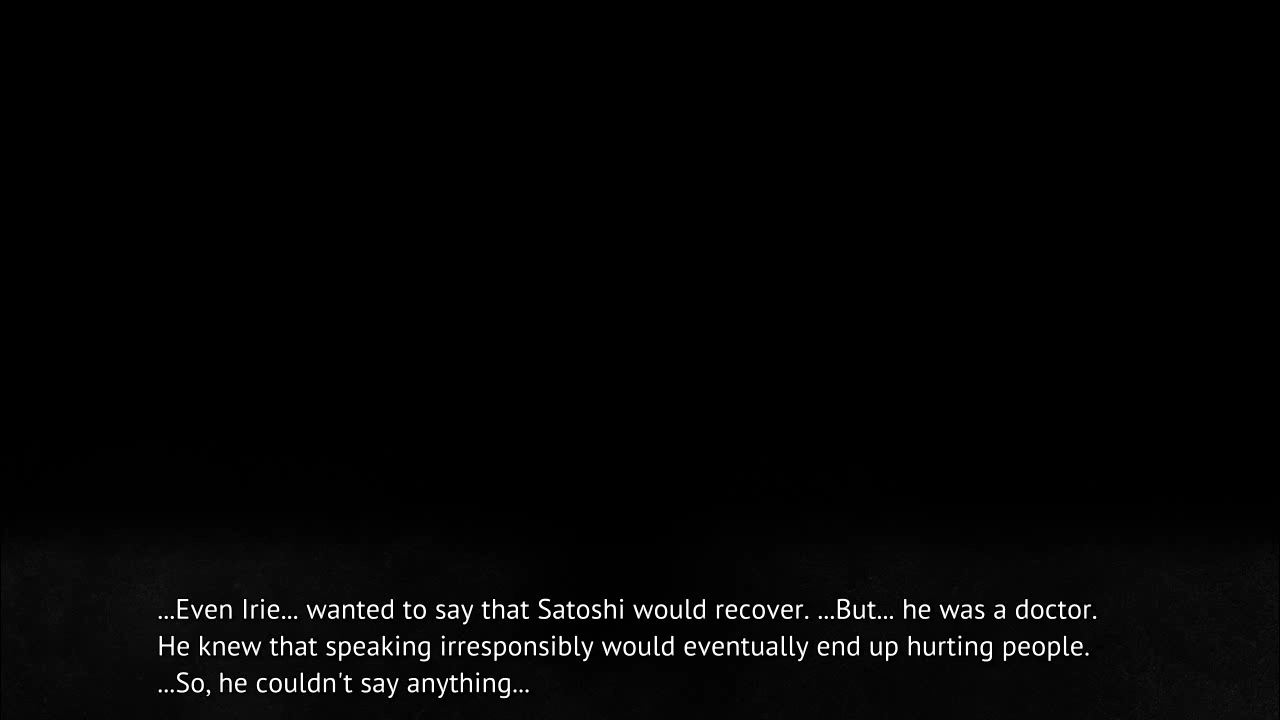 ...Even Irie... wanted to say that Satoshi would recover. ...But... he was a doctor.
He knew that speaking irresponsibly would eventually end up hurting people.
...So, he couldn't say anything...